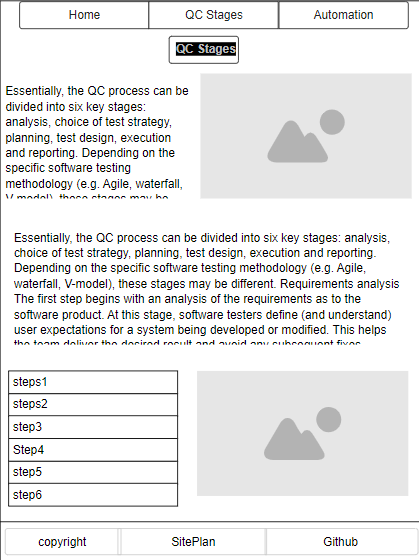 Home
QC Stages
Automation
QC Stages
Essentially, the QC process can be
divided into six key stages:
analysis, choice of test strategy,
planning, test design, execution
and reporting. Depending on the
specific software testing
methodology (e.g. Agile, waterfall,
V-model), these stages may be
Essentially, the QC process can be divided into six key stages: analysis,
choice of test strategy, planning, test design, execution and reporting.
Depending on the specific software testing methodology (e.g. Agile,
waterfall, V-model), these stages may be different. Requirements analysis
The first step begins with an analysis of the requirements as to the
software product. At this stage, software testers define (and understand)
user expectations for a system being developed or modified. This helps
the team deliver the desired result and avoid any subsequent fixes
steps1
steps2
step3
Step4
step5
step6
copyright
SitePlan
Github